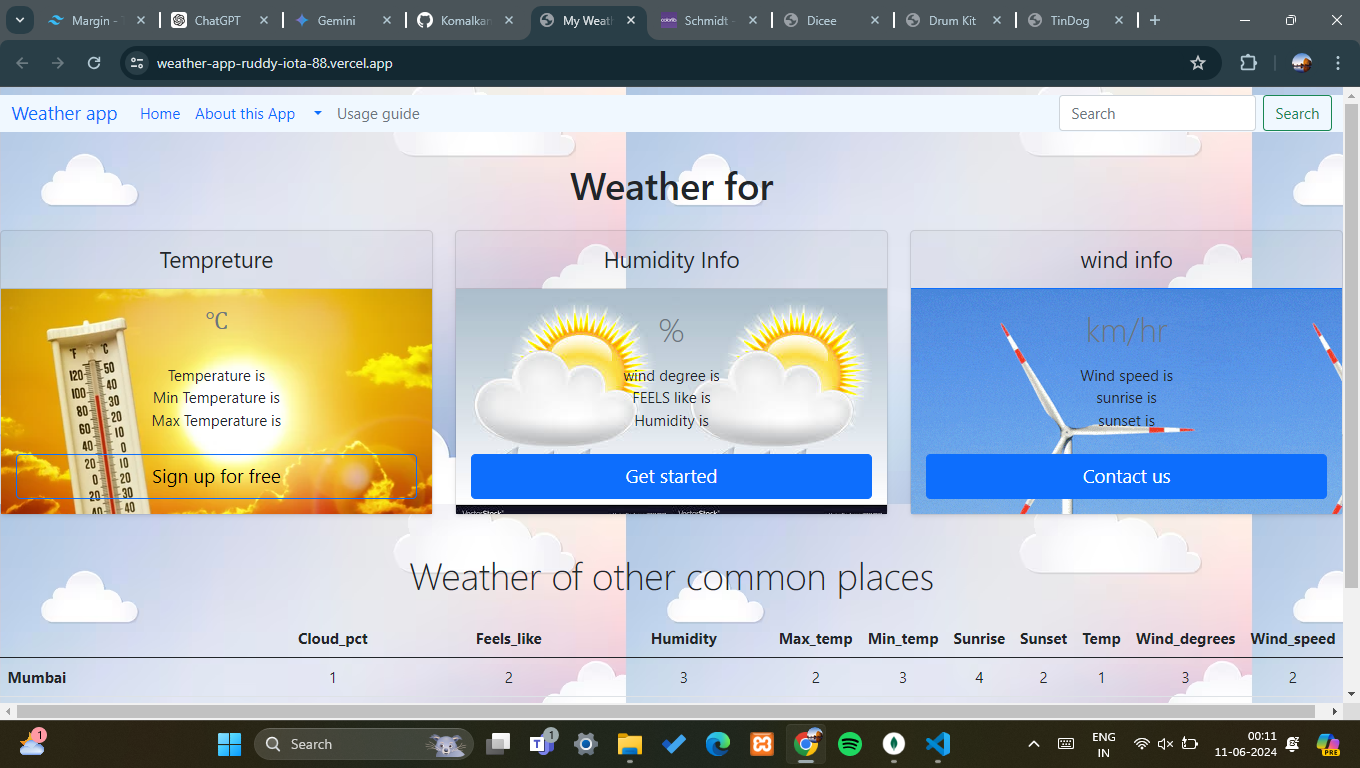 Margin - T
ChatGPT
Gemini
Komalkan
My Weath
Schmidt -
Dicee
Drum Kit
TinDog
weather-app-ruddy-iota-88.vercel.app
Weather app Home About this App Usage guide Search Search
Weather for
Tempreture Humidity Info wind info
°C % km/hr
Temperature is wind degree is Wind speed is
Min Temperature is FEELS like is sunrise is
Max Temperature is Humidity is sunset is
Sign up for free Get started Contact us
VectorStock VectorStock
Weather of other common places
Cloud_pct Feels_like Humidity Max_temp Min_temp Sunrise Sunset Temp Wind_degrees Wind_speed
Mumbai 1 2 3 2 3 4 2 1 3 2
1 Search 1 ENG 00:11
IN 11-06-2024 PRE